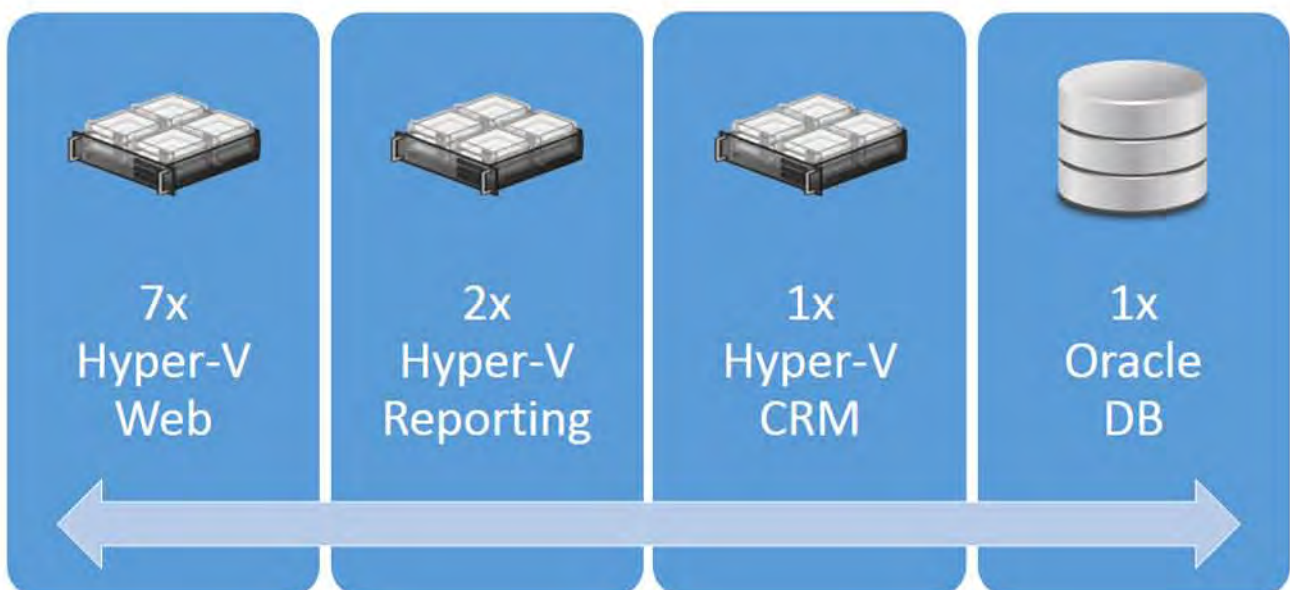 7x
Hyper-V
Web
2x
Hyper-V
Reporting
1x
Hyper-V
CRM
1x
Oracle
DB